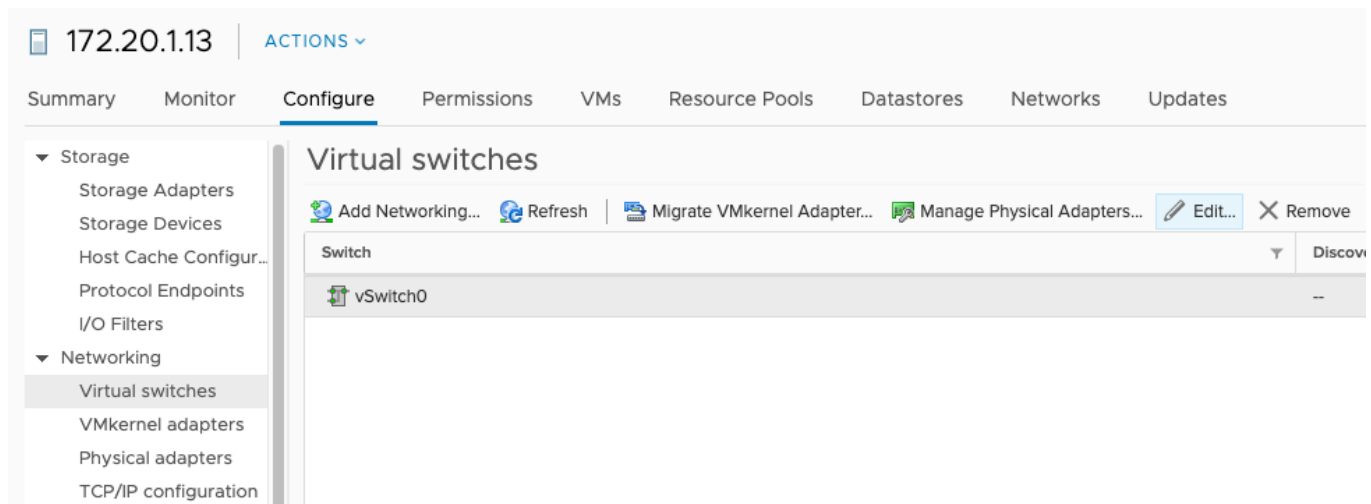 172.20.1.13 ACTIONS
Summary Monitor Configure Permissions VMs Resource Pools Datastores Networks Updates
Storage
Storage Adapters
Storage Devices
Host Cache Configur...
Protocol Endpoints
I/O Filters
Networking
Virtual switches
VMkernel adapters
Physical adapters
TCP/IP configuration
Virtual switches
Add Networking... Refresh Migrate VMkernel Adapter... Manage Physical Adapters... Edit... Remove
Switch Discove
vSwitch0 --